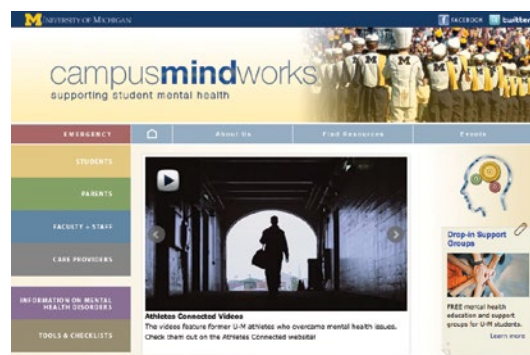 M UNIVERSITY OF MICHIGAN
FACEBOOK twitter
campusmindworks
supporting student mental health
EMERGENCY
About Us
Find Resources
Events
STUDENTS
PARENTS
FACULTY + STAFF
CARE PROVIDERS
INFORMATION ON MENTAL
HEALTH DISORDERS
TOOLS & CHECKLISTS
Athletes Connected Videos
The videos feature former U-M athletes who overcame mental health issues.
Check them out on the Athletes Connected website!
Drop-in Support
Groups
FREE mental health
education and support
groups for U-M students.
Learn more